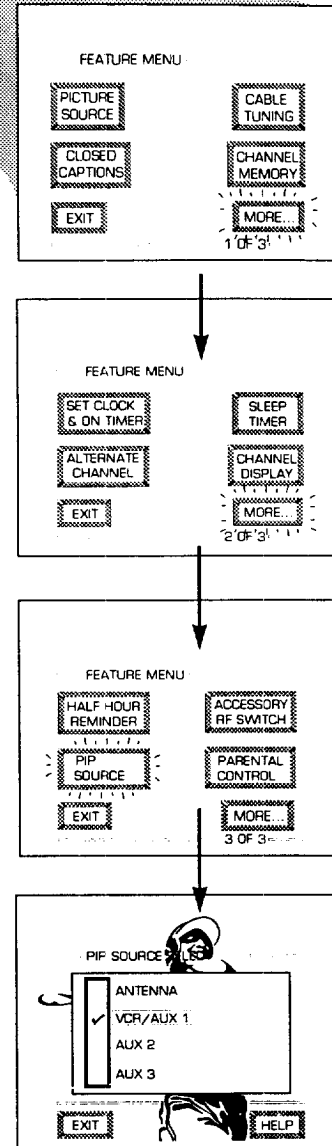 FEATURE MENU
PICTURE SOURCE
CABLE TUNING
CLOSED CAPTIONS
CHANNEL MEMORY
EXIT
MORE...
1 OF 3
FEATURE MENU
SET CLOCK & ON TIMER
SLEEP TIMER
ALTERNATE CHANNEL
CHANNEL DISPLAY
EXIT
MORE...
2 OF 3
FEATURE MENU
HALF HOUR REMINDER
ACCESSORY RF SWITCH
PIP SOURCE
PARENTAL CONTROL
EXIT
MORE...
3 OF 3
PIP SOURCE
ANTENNA
✓ VCR/AUX 1
AUX 2
AUX 3
EXIT
HELP